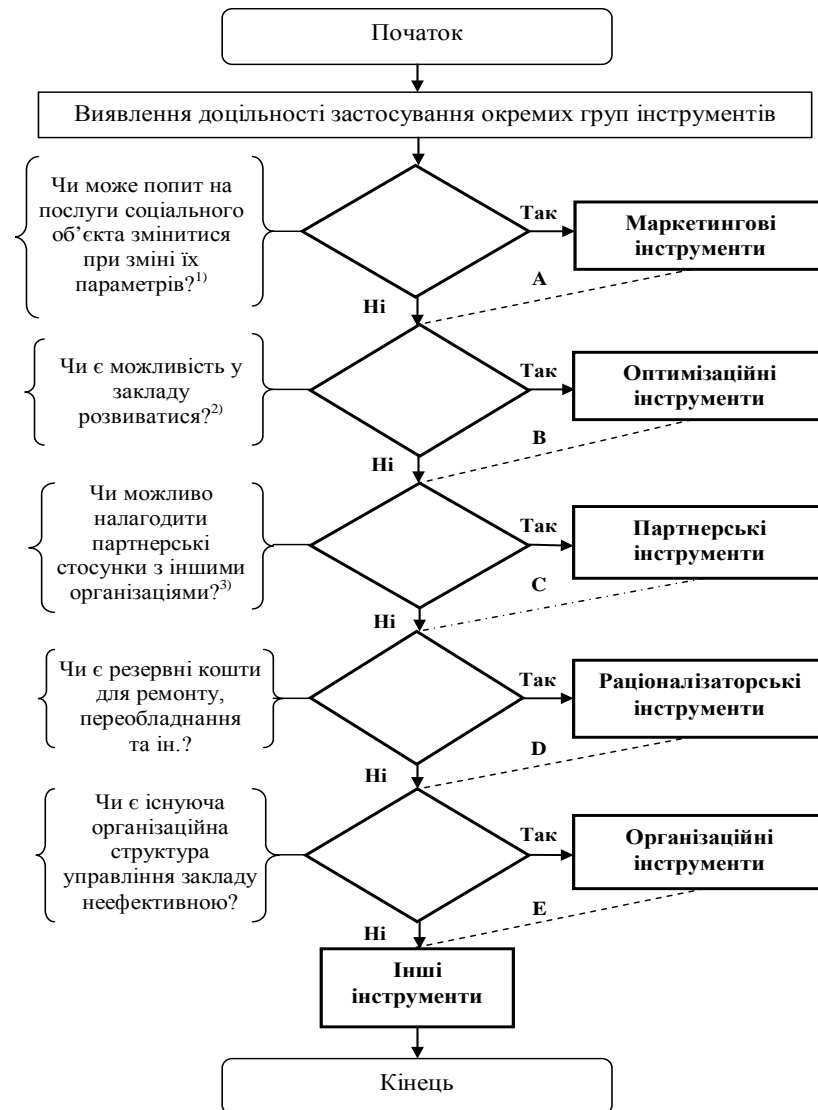 Початок
Виявлення доцільності застосування окремих груп інструментів
Чи може попит на
послуги соціального
об’єкта змінитися
при зміні їх
параметрів?1)
Так
Маркетингові
інструменти
А
Ні
Чи є можливість у
закладу
розвиватися?2)
Так
Оптимізаційні
інструменти
В
Ні
Чи можливо
налагодити
партнерські
стосунки з іншими
організаціями?3)
Так
Партнерські
інструменти
С
Ні
Чи є резервні кошти
для ремонту,
переобладнання
та ін.?
Так
Раціоналізаторські
інструменти
D
Ні
Чи є існуюча
організаційна
структура
управління закладу
неефективною?
Так
Організаційні
інструменти
Е
Ні
Інші
інструменти
Кінець